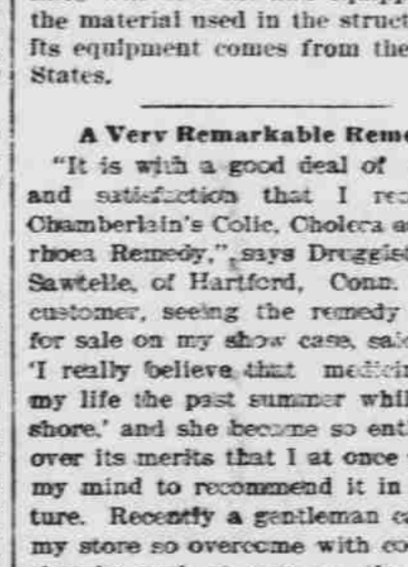 the material used in the struct
Its equipment comes from the
States.
A Very Remarkable Reme
"It is with a good deal of
and satisfaction that I rec
Chamberlain's Colic, Cholera a
rhoea Remedy,", says Druggist
Sawtelle, of Hartford, Conn.
customer, seeing the remedy
for sale on my show case, said
'I really believe that medicin
my life the past summer whil
shore,' and she became so ent
over its merits that I at once
my mind to recommend it in
ture. Recently a gentleman ca
my store so overcome with co